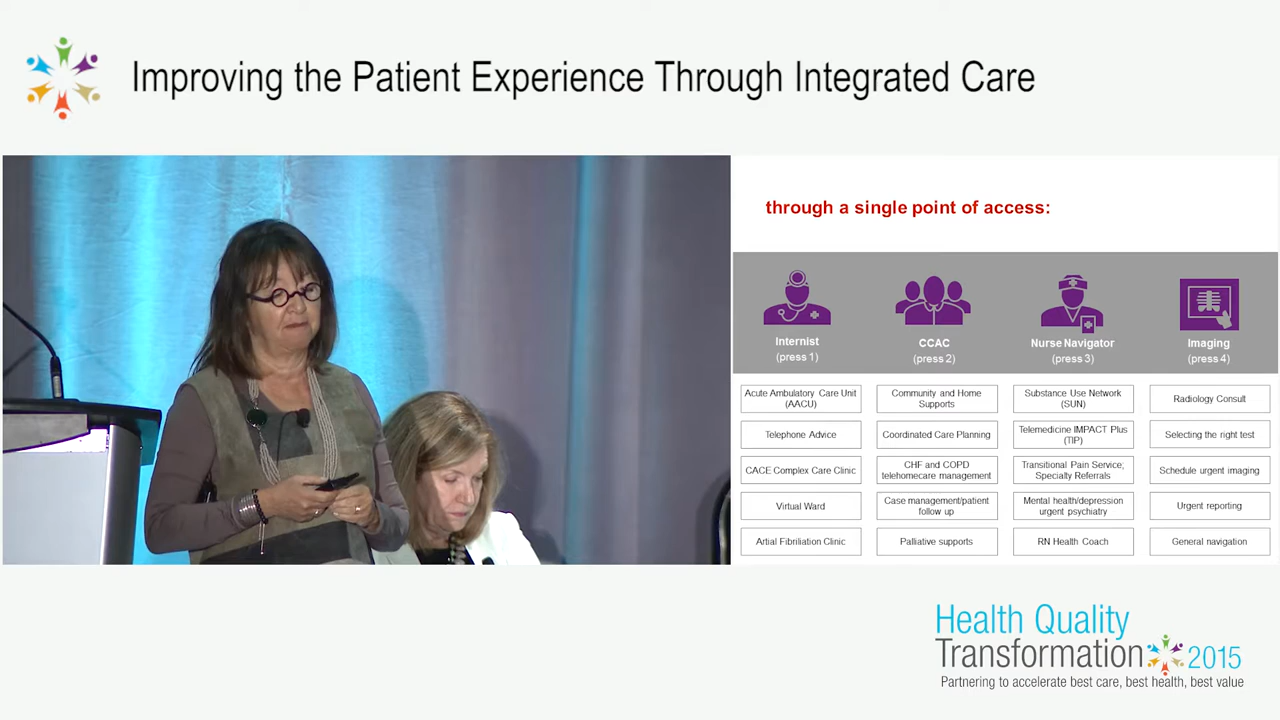 Improving the Patient Experience Through Integrated Care
through a single point of access:
Internist
(press 1)
CCAC
(press 2)
Nurse Navigator
(press 3)
Imaging
(press 4)
Acute Ambulatory Care Unit
(AACU)
Community and Home
Supports
Substance Use Network
(SUN)
Radiology Consult
Telephone Advice
Coordinated Care Planning
Telemedicine IMPACT Plus
(TIP)
Selecting the right test
CACE Complex Care Clinic
CHF and COPD
telehomecare management
Transitional Pain Service;
Specialty Referrals
Schedule urgent imaging
Virtual Ward
Case management/patient
follow up
Mental health/depression
urgent psychiatry
Urgent reporting
Artial Fibriliation Clinic
Palliative supports
RN Health Coach
General navigation
Health Quality
Transformation 2015
Partnering to accelerate best care, best health, best value